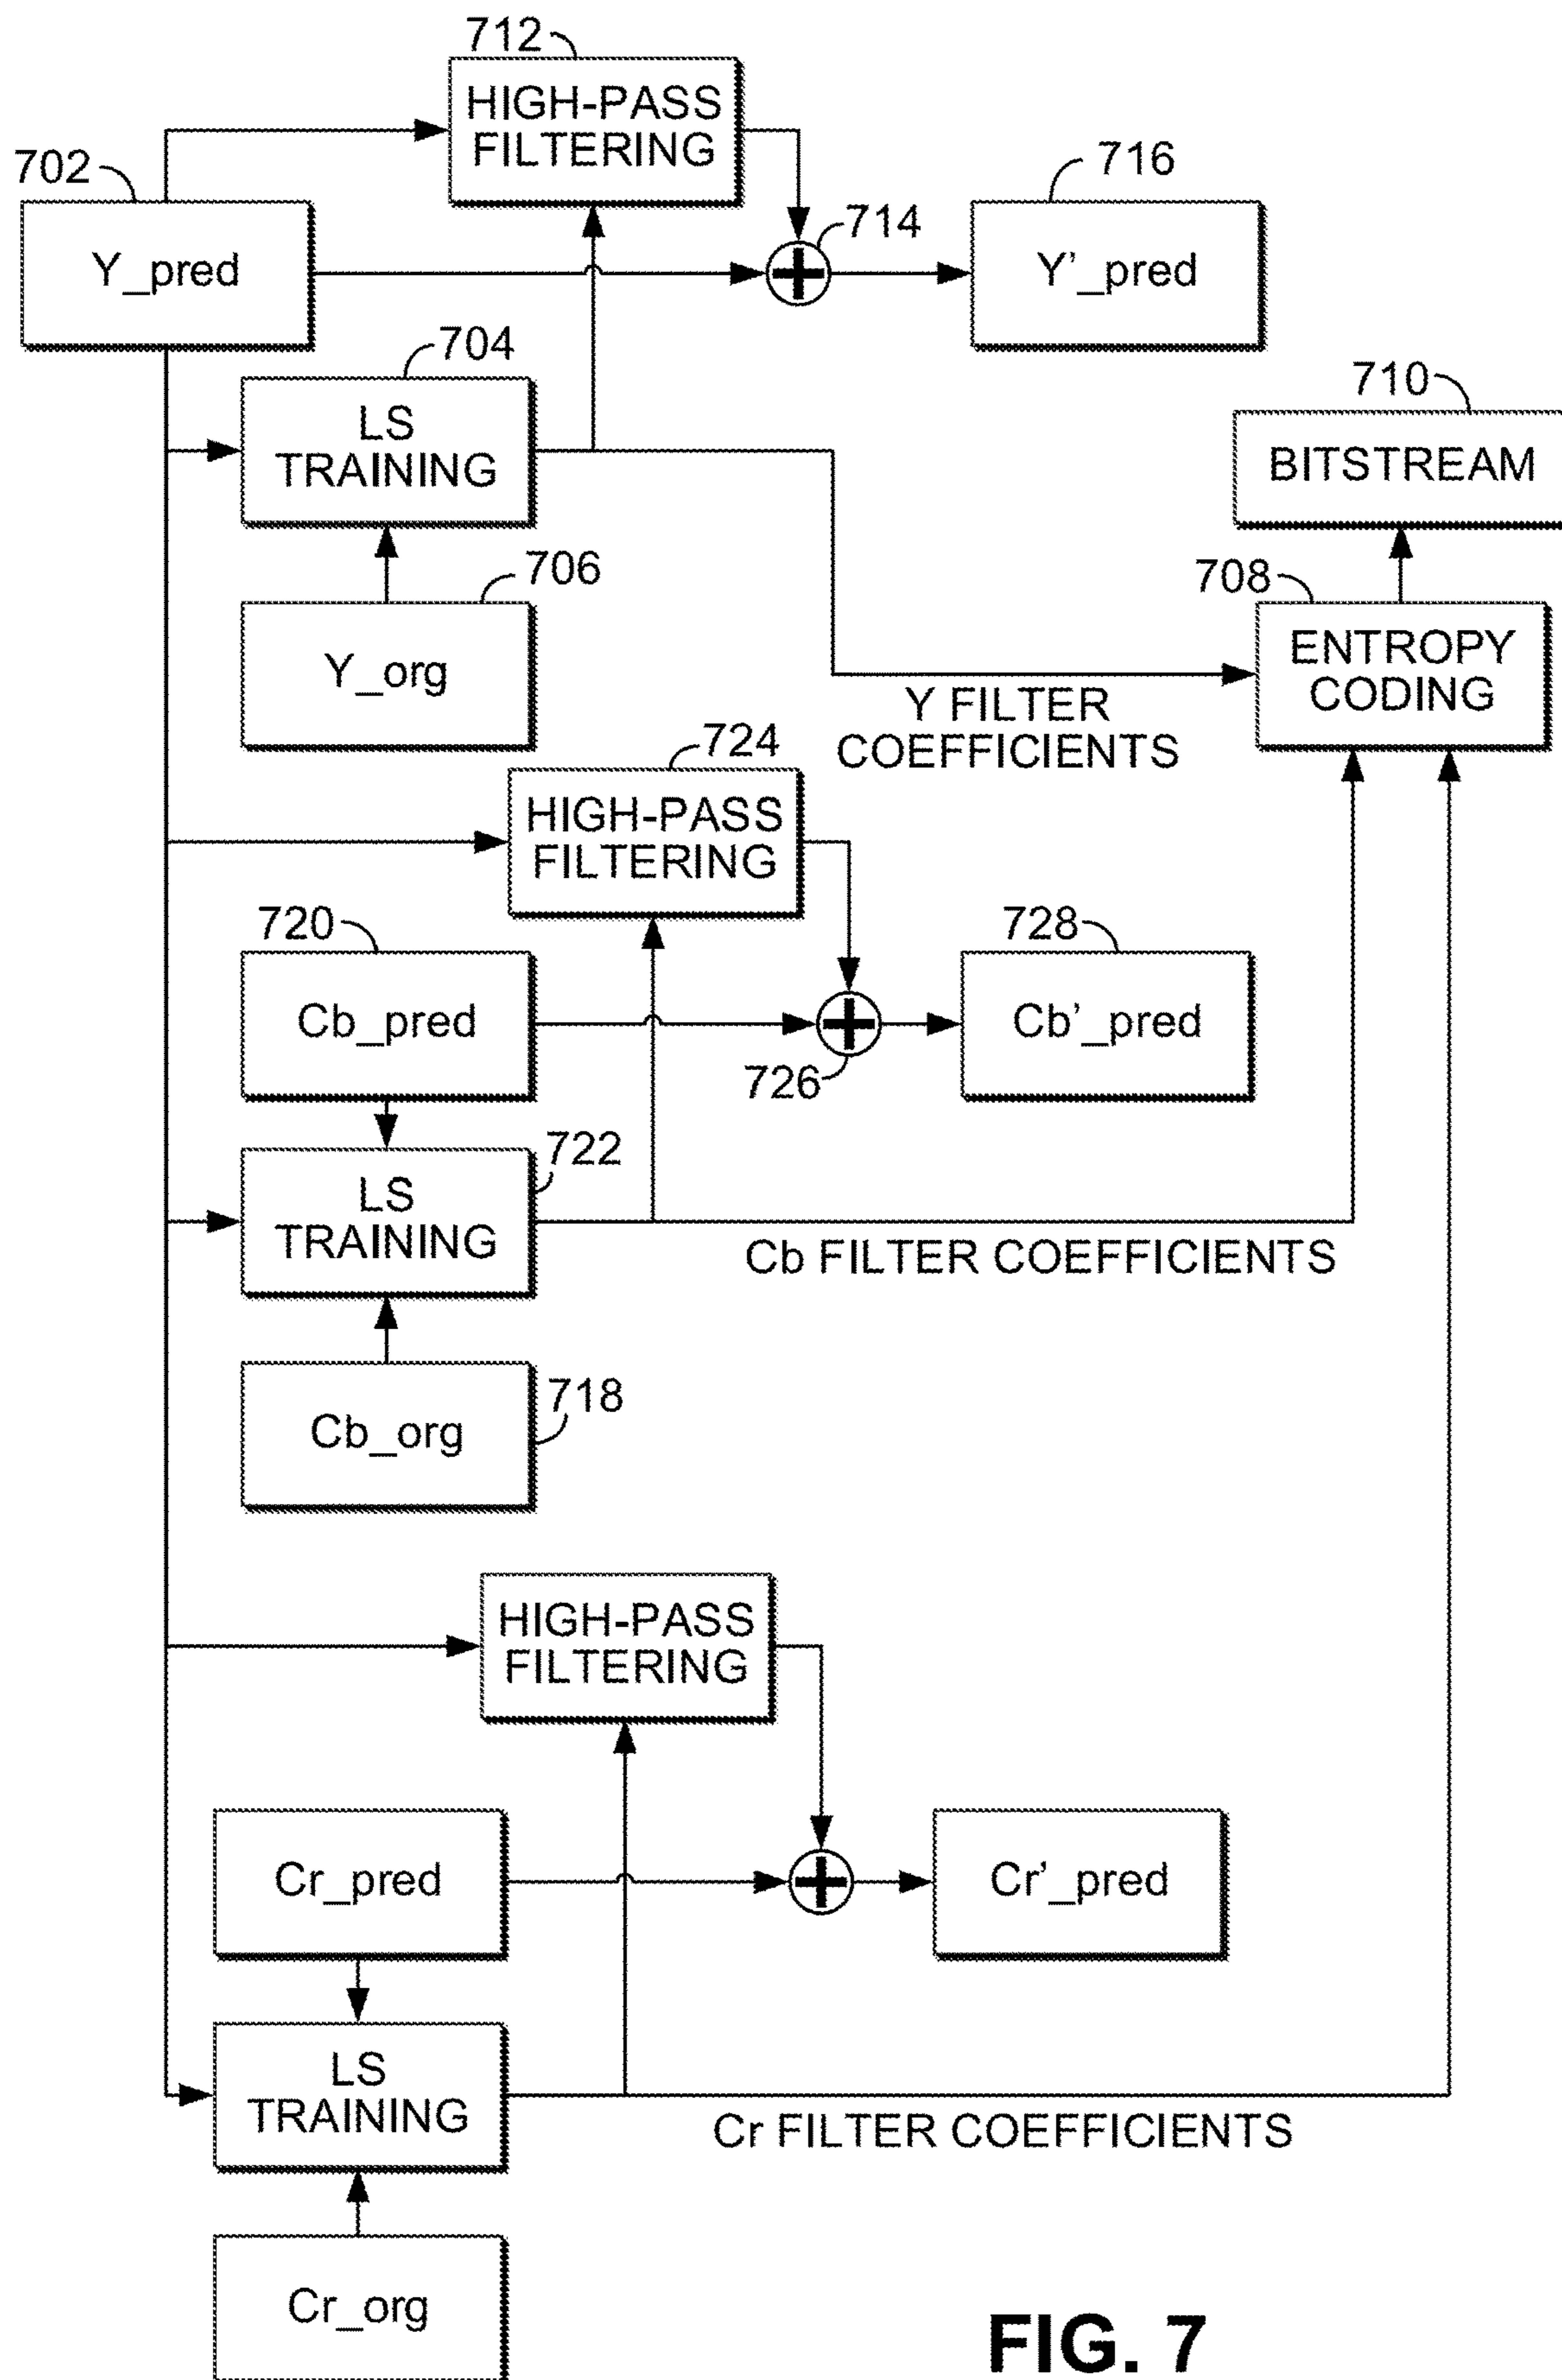 712
HIGH-PASS
FILTERING
702
Y_pred
714
716
Y'_pred
704
LS
TRAINING
710
BITSTREAM
706
Y_org
708
ENTROPY
CODING
Y FILTER
COEFFICIENTS
724
HIGH-PASS
FILTERING
720
Cb_pred
726
728
Cb'_pred
722
LS
TRAINING
Cb FILTER COEFFICIENTS
718
Cb_org
HIGH-PASS
FILTERING
Cr_pred
Cr'_pred
LS
TRAINING
Cr FILTER COEFFICIENTS
Cr_org
FIG. 7